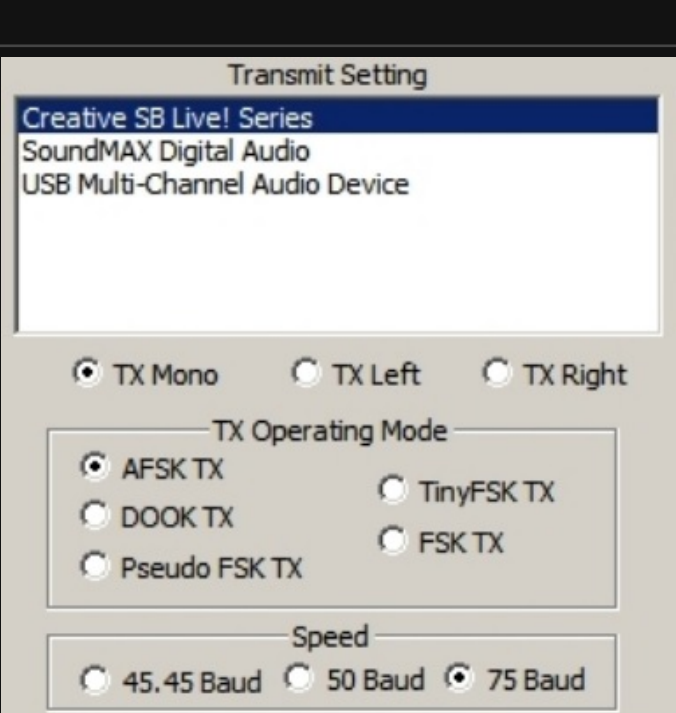 Transmit Setting
Creative SB Live! Series
SoundMAX Digital Audio
USB Multi-Channel Audio Device
TX Mono TX Left TX Right
TX Operating Mode
AFSK TX
TinyFSK TX
DOOK TX
FSK TX
Pseudo FSK TX
Speed
45.45 Baud 50 Baud 75 Baud